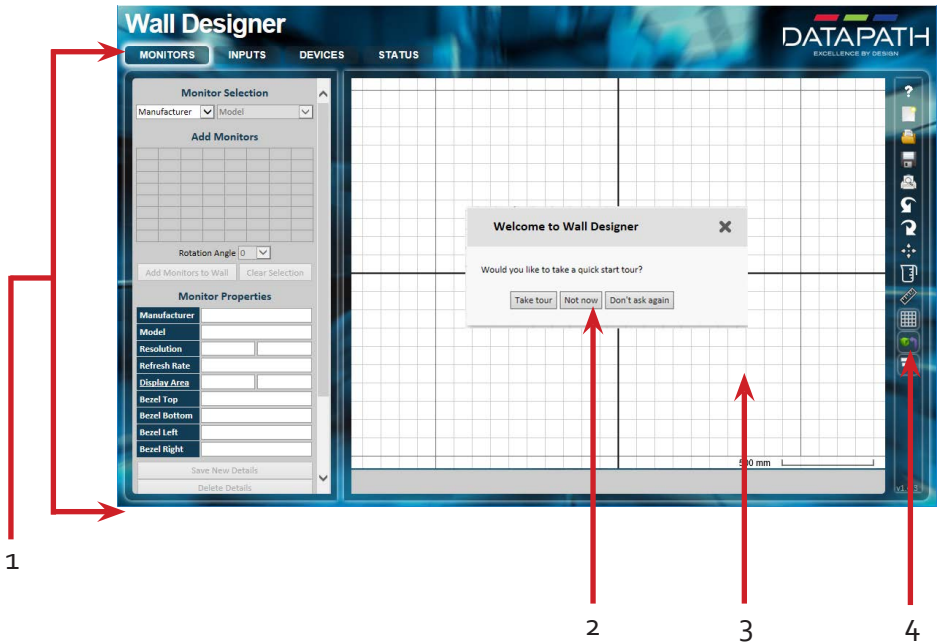 Wall Designer
DATAPATH
EXCELLENCE BY DESIGN
MONITORS INPUTS DEVICES STATUS
Monitor Selection
Manufacturer Model
Add Monitors
Rotation Angle 0
Add Monitors to Wall Clear Selection
Monitor Properties
Manufacturer
Model
Resolution
Refresh Rate
Display Area
Bezel Top
Bezel Bottom
Bezel Left
Bezel Right
Save New Details
Delete Details
Welcome to Wall Designer
Would you like to take a quick start tour?
Take tour Not now Don't ask again
?
mm
1
2
3
4